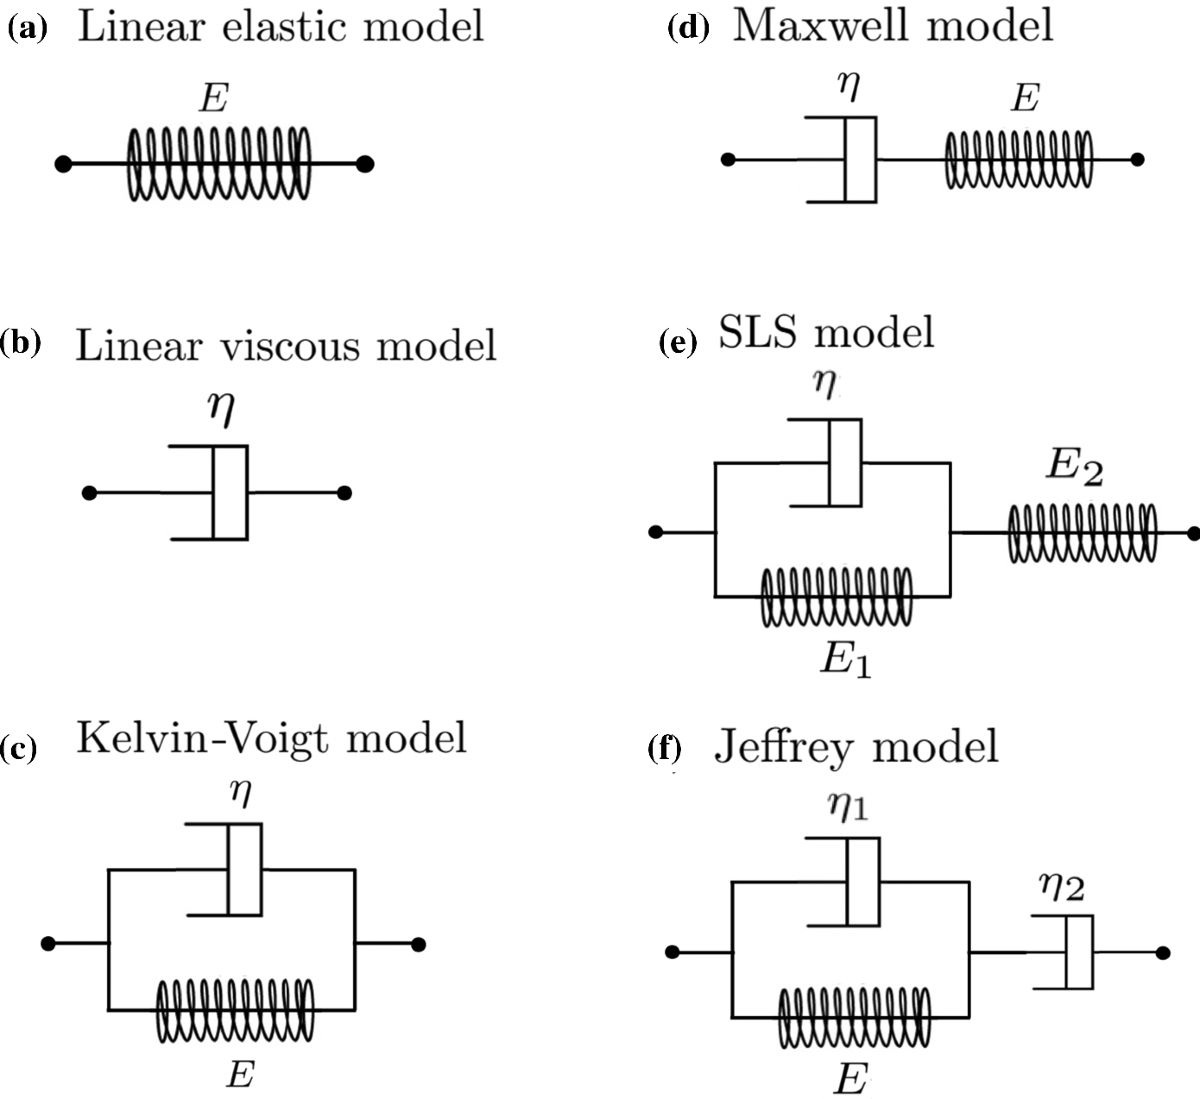 (a) Linear elastic model
E
(b) Linear viscous model
η
(c) Kelvin-Voigt model
η
E
(d) Maxwell model
η E
(e) SLS model
η
E₂
E₁
(f) Jeffrey model
η₁
η₂
E